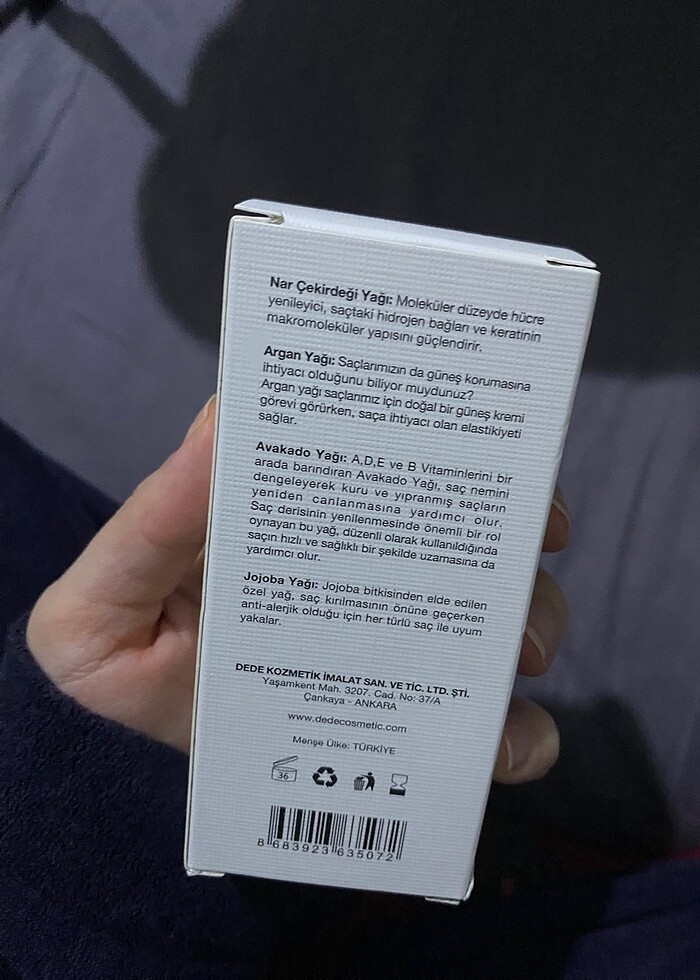 Nar Çekirdeği Yağı: Moleküler düzeyde hücre
yenileyici, saçtaki hidrojen bağları ve keratinin
makromoleküler yapısını güçlendirir.
Argan Yağı: Saçlarımızın da güneş korumasına
ihtiyacı olduğunu biliyor muydunuz?
Argan yağı saçlarımız için doğal bir güneş kremi
görevi görürken, saça ihtiyacı olan elastikiyeti
sağlar.
Avakado Yağı: A,D,E ve B Vitaminlerini bir
arada barındıran Avakado Yağı, saç nemini
dengeleyerek kuru ve yıpranmış saçların
yeniden canlanmasına yardımcı olur.
Saç derisinin yenilenmesinde önemli bir rol
oynayan bu yağ, düzenli olarak kullanıldığında
saçın hızlı ve sağlıklı bir şekilde uzamasına da
yardımcı olur.
Jojoba Yağı: Jojoba bitkisinden elde edilen
özel yağ, saç kırılmasının önüne geçerken
anti-alerjik olduğu için her türlü saç ile uyum
yakalar.
DEDE KOZMETİK İMALAT SAN. VE TİC. LTD. ŞTİ.
Yaşamkent Mah. 3207. Cad. No: 37/A
Çankaya - ANKARA
www.dedecosmetic.com
Menşe Ülke: TÜRKİYE
36
8 683923 635072